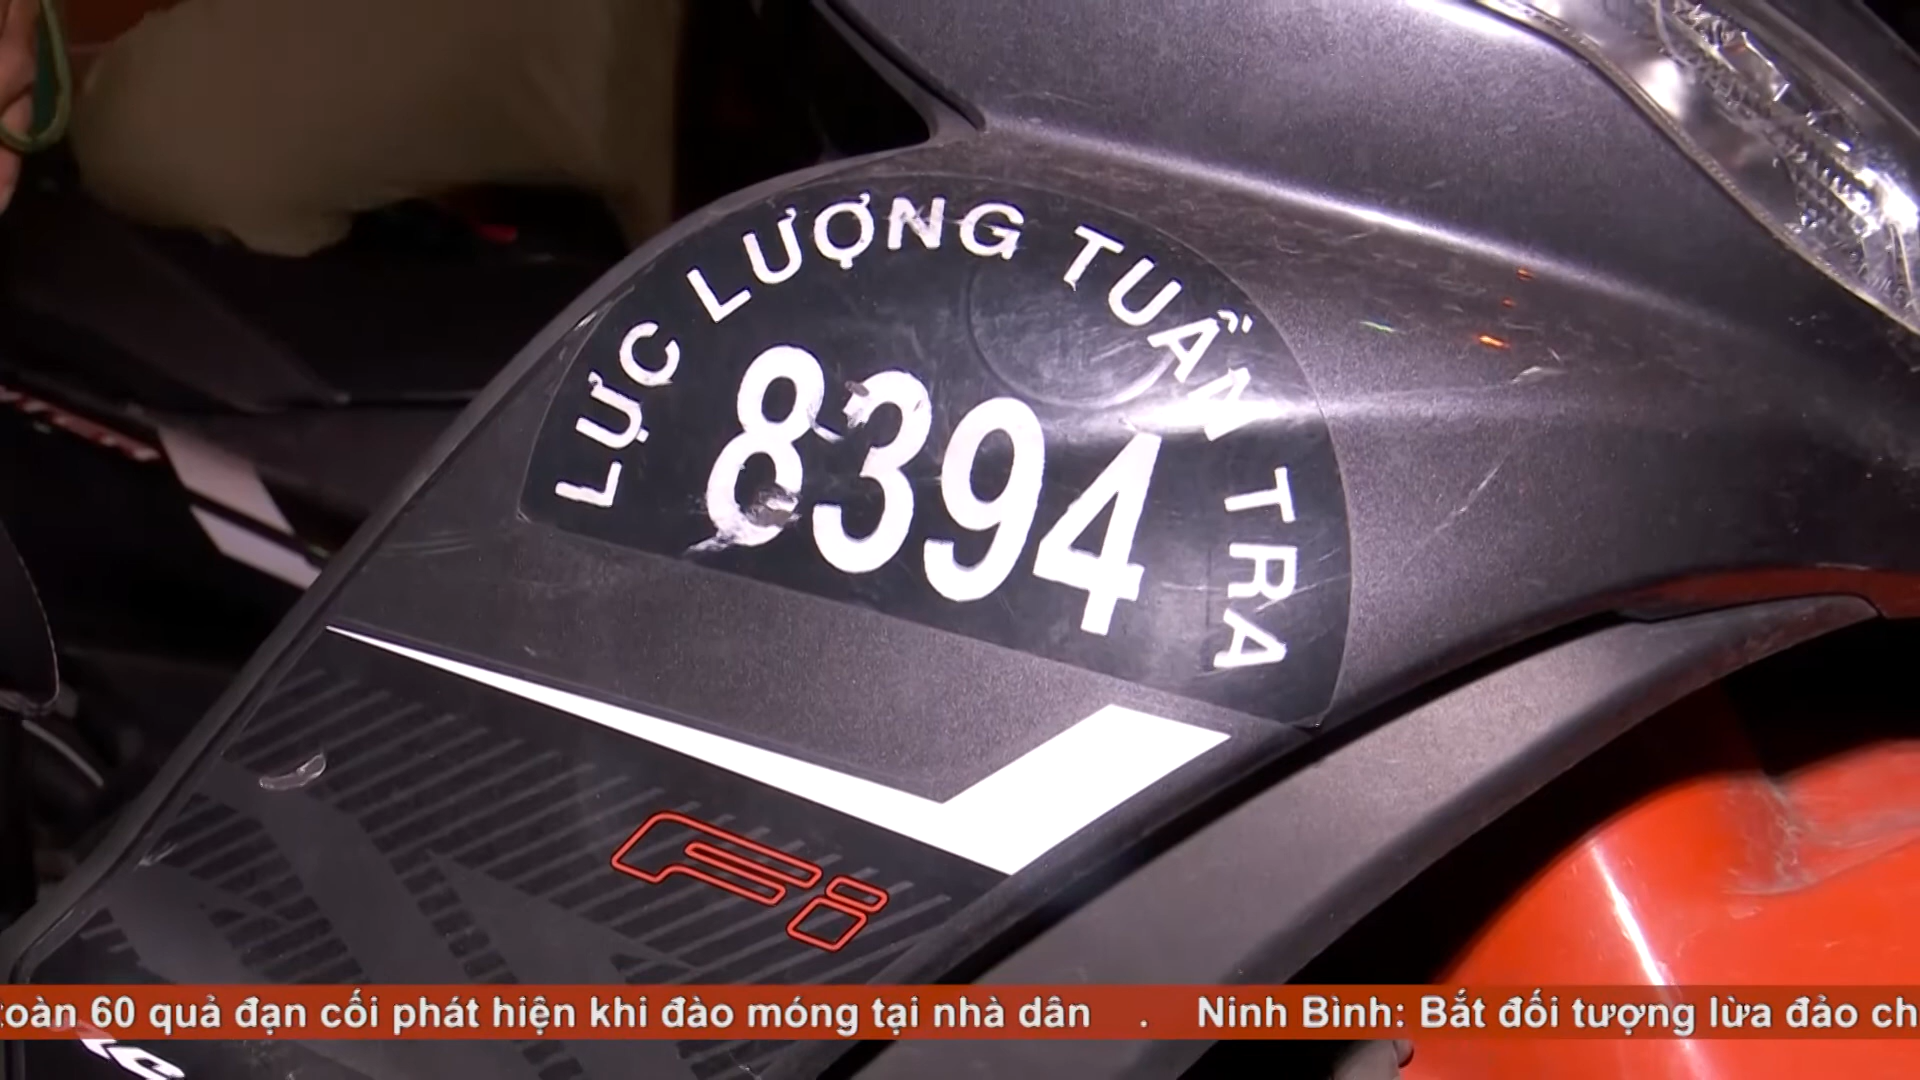 LỰC LƯỢNG TUẦN TRA
8394
Fi
toàn 60 quả đạn cối phát hiện khi đào móng tại nhà dân . Ninh Bình: Bắt đối tượng lừa đảo ch